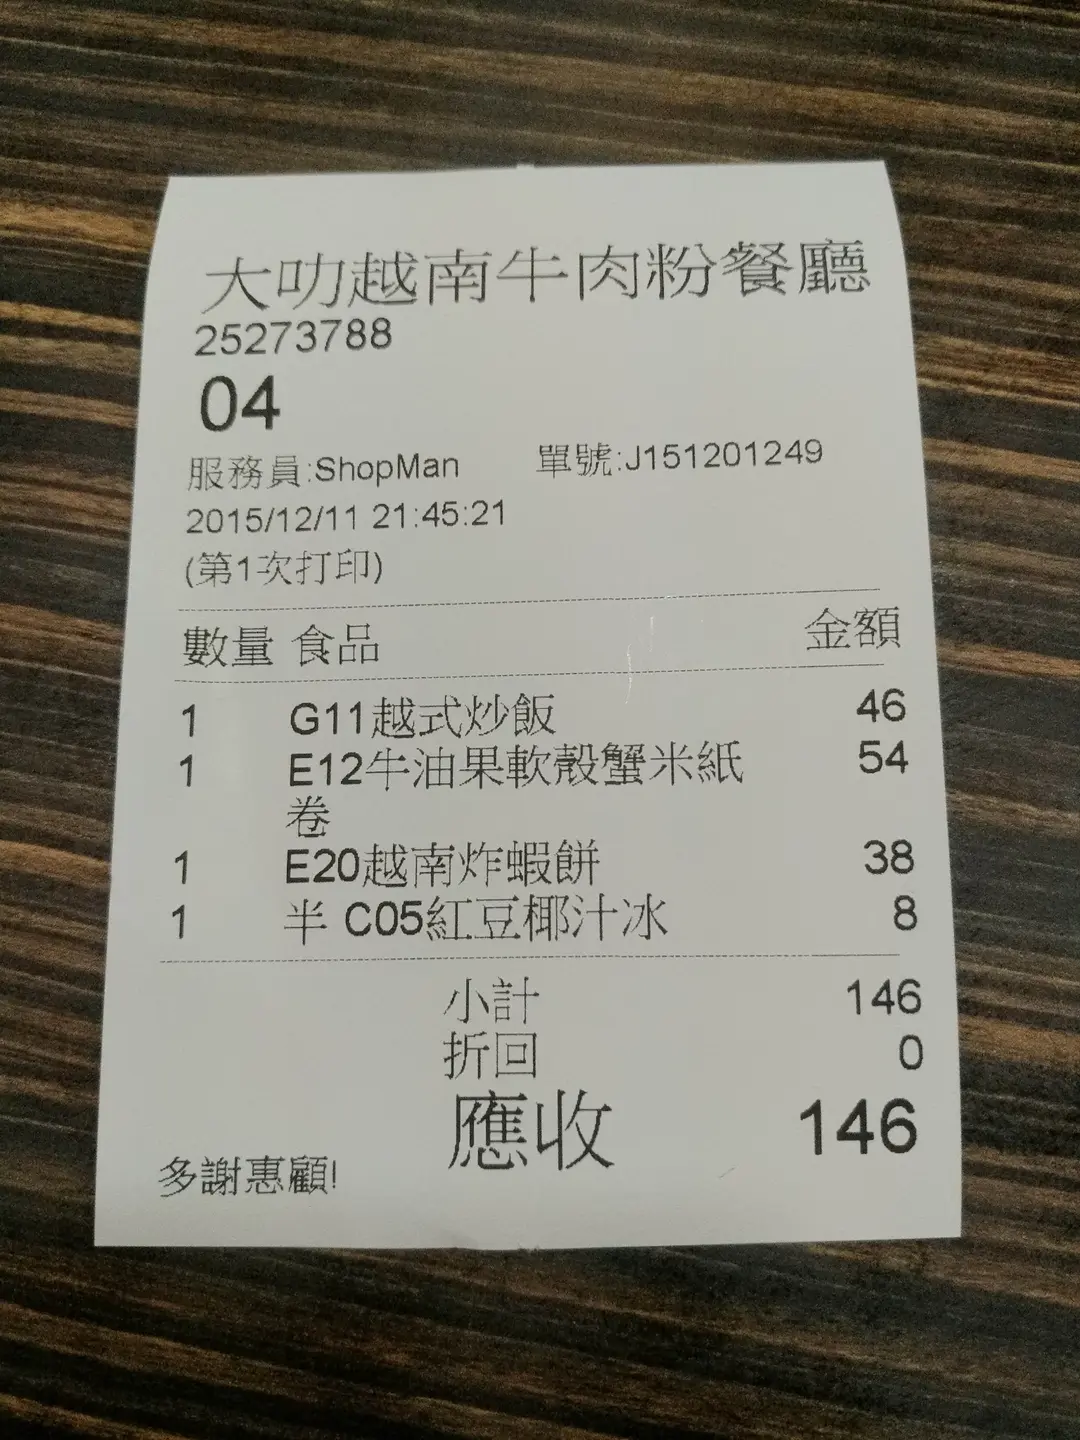 大叻越南牛肉粉餐廳
25273788
04
服務員:ShopMan 單號:J151201249
2015/12/11 21:45:21
(第1次打印)
數量 食品 金額
1 G11越式炒飯 46
1 E12牛油果軟殼蟹米紙 54
卷
1 E20越南炸蝦餅 38
1 半 C05紅豆椰汁冰 8
小計 146
折回 0
應收 146
多謝惠顧!